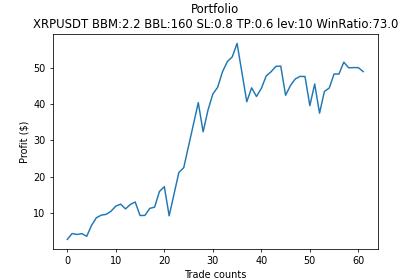 Portfolio
XRPUSDT BBM:2.2 BBL:160 SL:0.8 TP:0.6 lev:10 WinRatio:73.0
50
40
30
20
10
Profit ($)
0 10 20 30 40 50 60
Trade counts